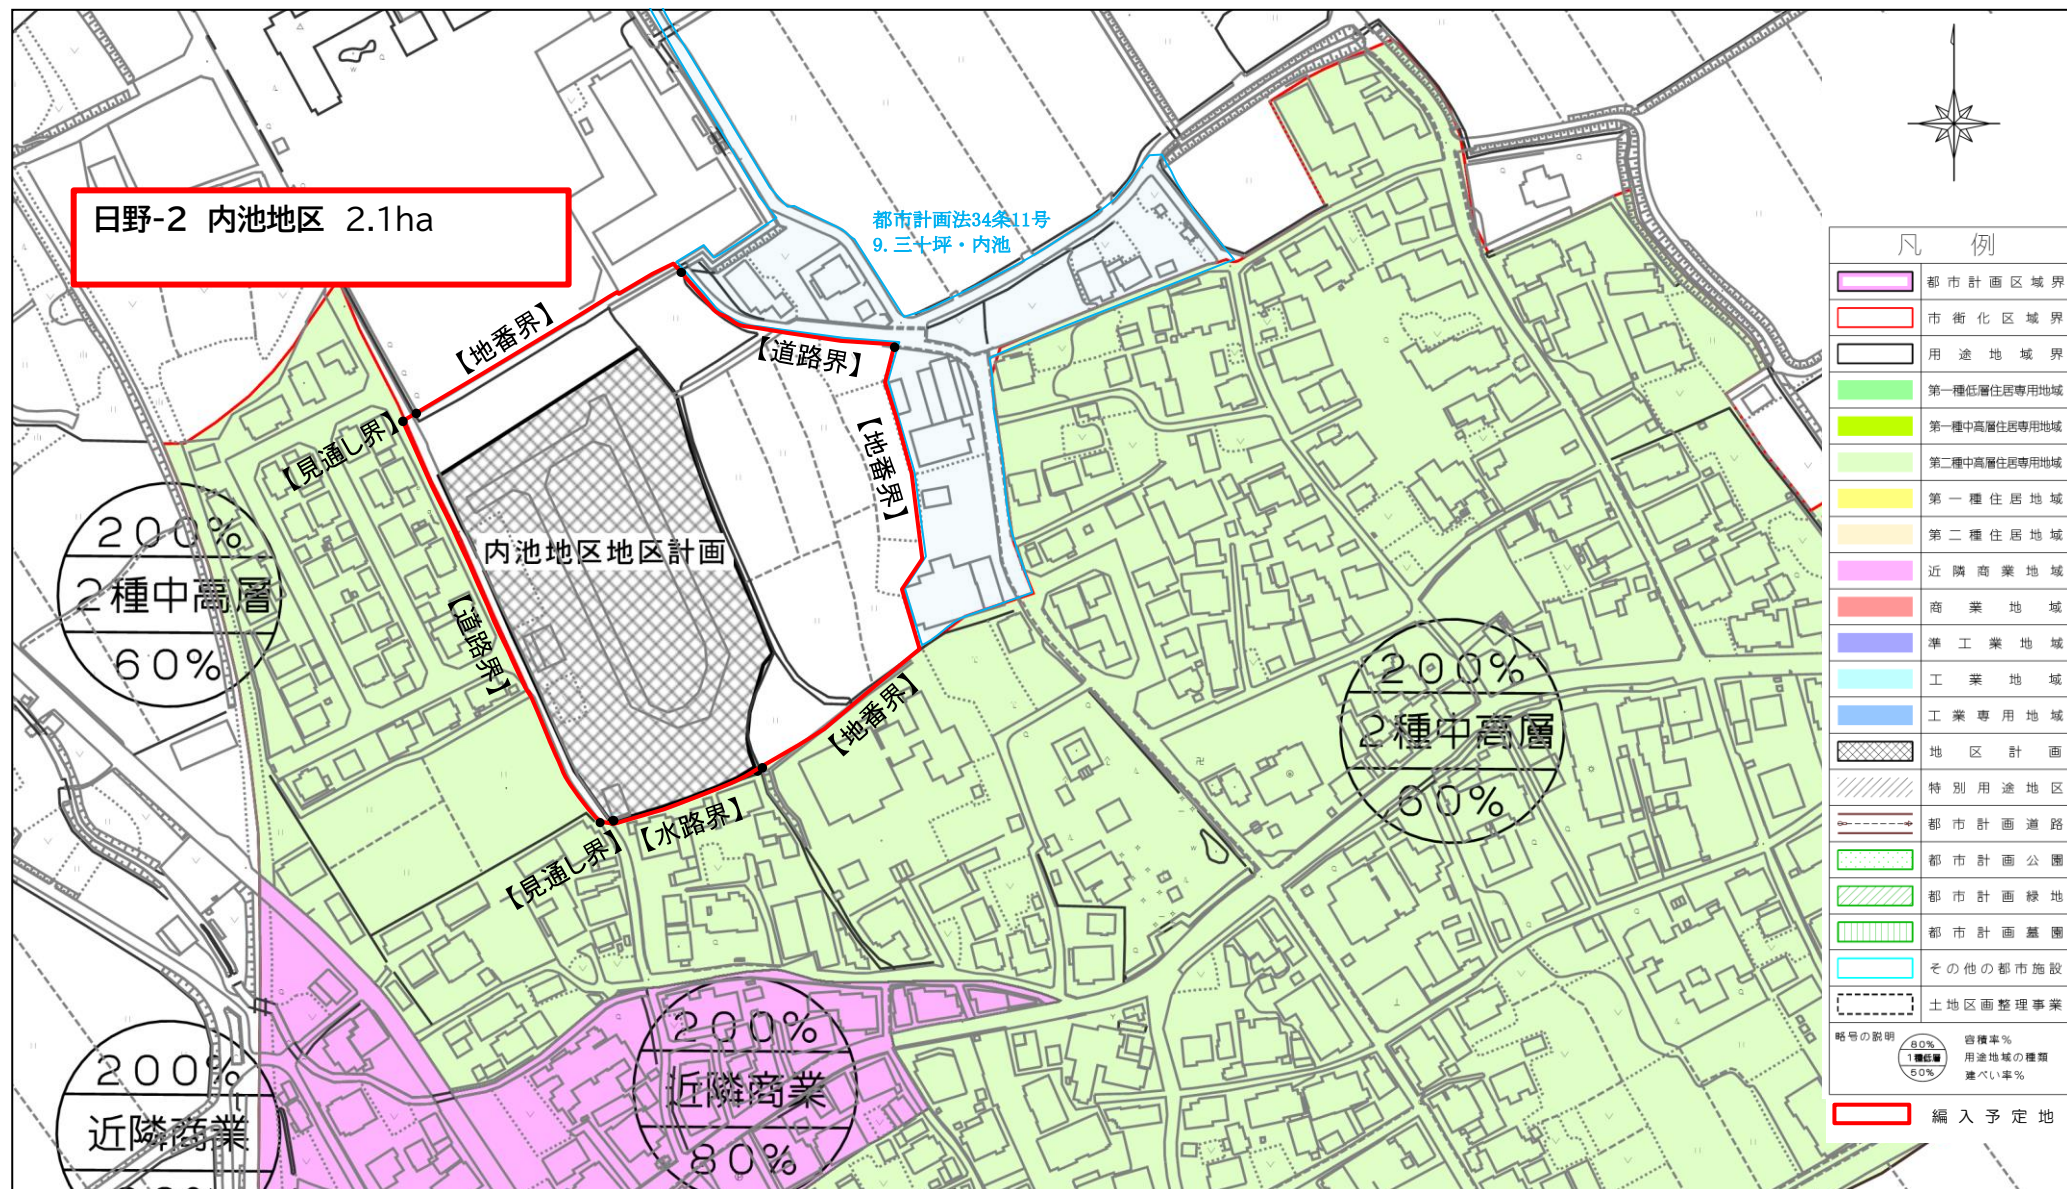 日野-2 内池地区 2.1ha
都市計画法34条11号
9.三十坪・内池
【地番界】
【道路界】
【見通し界】
【地番界】
内池地区地区計画
200%
2種中高層
60%
【道路界】
【地番界】
【水路界】
【見通し界】
200%
2種中高層
60%
200%
近隣商業
80%
200%
近隣商業
凡例
都市計画区域界
市街化区域界
用途地域界
第一種低層住居専用地域
第一種中高層住居専用地域
第二種中高層住居専用地域
第一種住居地域
第二種住居地域
近隣商業地域
商業地域
準工業地域
工業地域
工業専用地域
地区計画
特別用途地区
都市計画道路
都市計画公園
都市計画緑地
都市計画墓園
その他の都市施設
土地区画整理事業
略号の説明
80%
1種低層
50%
容積率%
用途地域の種類
建ぺい率%
編入予定地